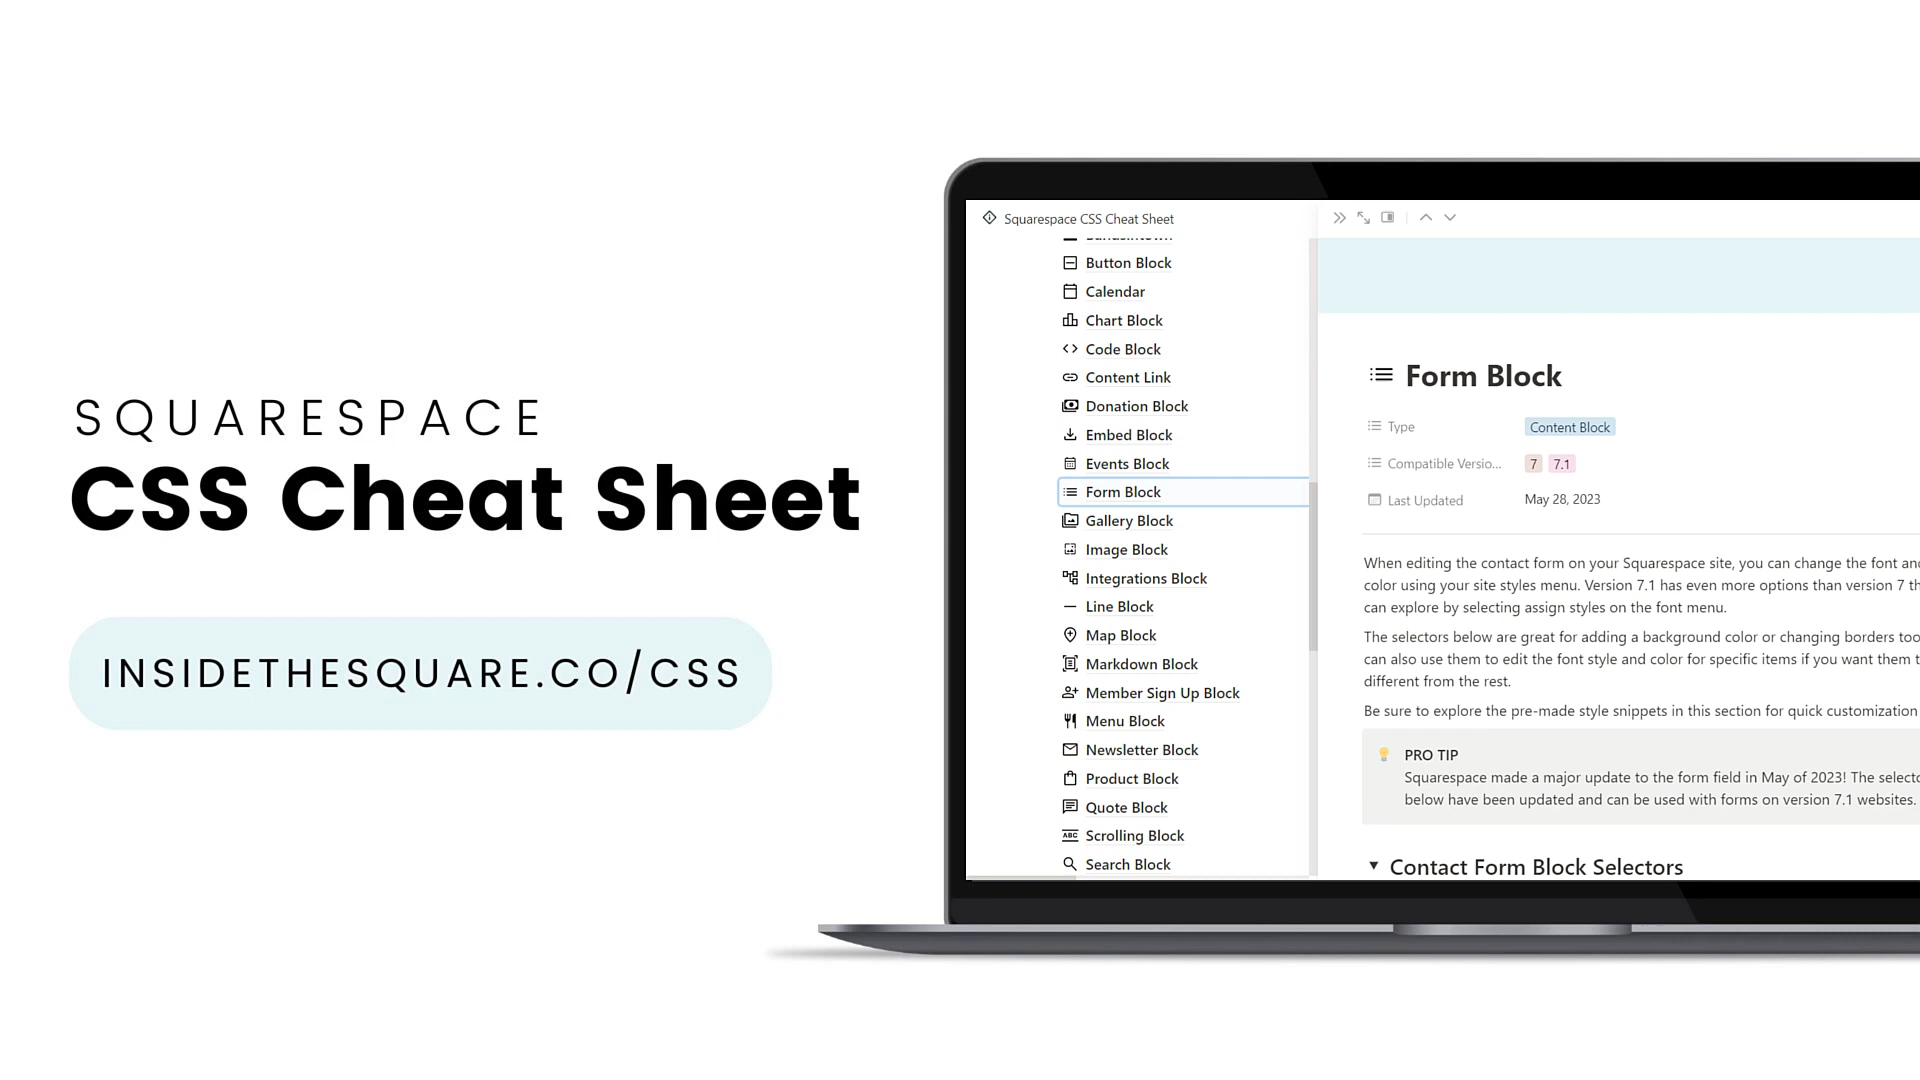 SQUARESPACE
CSS Cheat Sheet
INSIDETHESQUARE.CO/CSS
Squarespace CSS Cheat Sheet
Button Block
Calendar
Chart Block
Code Block
Content Link
Donation Block
Embed Block
Events Block
Form Block
Gallery Block
Image Block
Integrations Block
Line Block
Map Block
Markdown Block
Member Sign Up Block
Menu Block
Newsletter Block
Product Block
Quote Block
ABC Scrolling Block
Search Block
Form Block
Type Content Block
Compatible Versio... 7 7.1
Last Updated May 28, 2023
When editing the contact form on your Squarespace site, you can change the font
color using your site styles menu. Version 7.1 has even more options than version 7
can explore by selecting assign styles on the font menu.
The selectors below are great for adding a background color or changing borders too
can also use them to edit the font style and color for specific items if you want them
different from the rest.
Be sure to explore the pre-made style snippets in this section for quick customization
PRO TIP
Squarespace made a major update to the form field in May of 2023! The
below have been updated and can be used with forms on version 7.1 websites.
Contact Form Block Selectors